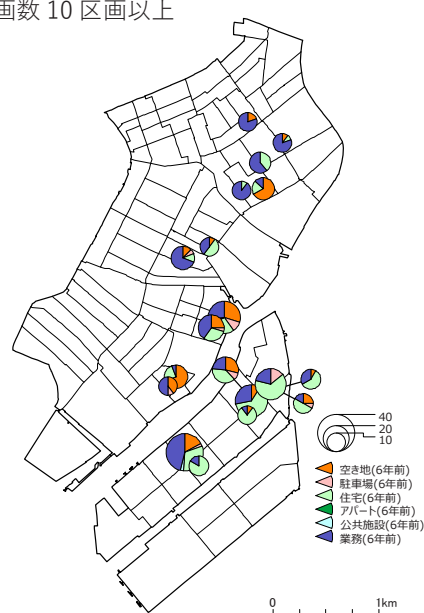 画数 10 区画以上
40
20
10
空き地(6年前)
駐車場(6年前)
住宅(6年前)
アパート(6年前)
公共施設(6年前)
業務(6年前)
0 1km